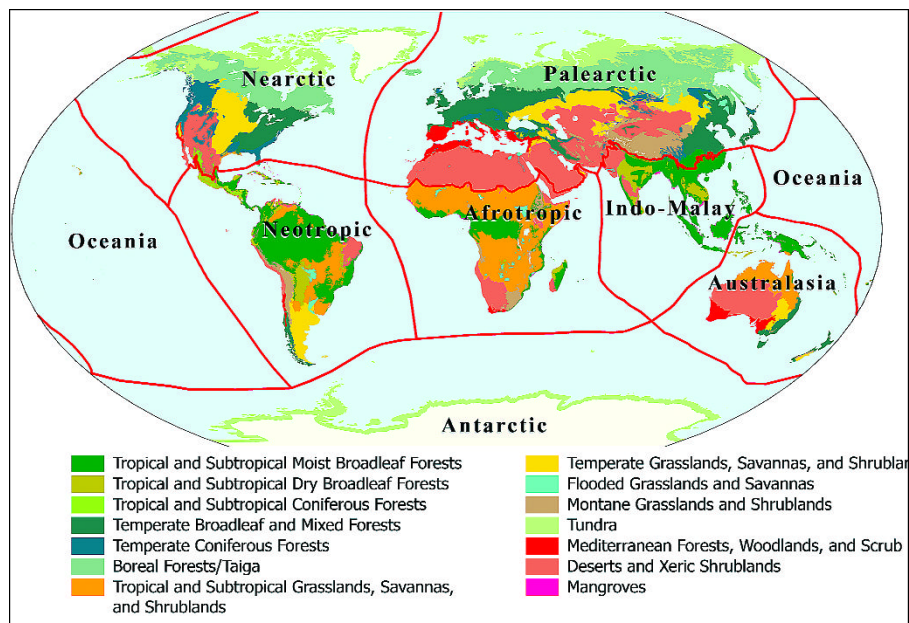 Nearctic
Palearctic
Oceania
Neotropic
Afrotropic
Indo-Malay
Oceania
Australasia
Antarctic
Tropical and Subtropical Moist Broadleaf Forests
Tropical and Subtropical Dry Broadleaf Forests
Tropical and Subtropical Coniferous Forests
Temperate Broadleaf and Mixed Forests
Temperate Coniferous Forests
Boreal Forests/Taiga
Tropical and Subtropical Grasslands, Savannas,
and Shrublands
Temperate Grasslands, Savannas, and Shrublan
Flooded Grasslands and Savannas
Montane Grasslands and Shrublands
Tundra
Mediterranean Forests, Woodlands, and Scrub
Deserts and Xeric Shrublands
Mangroves